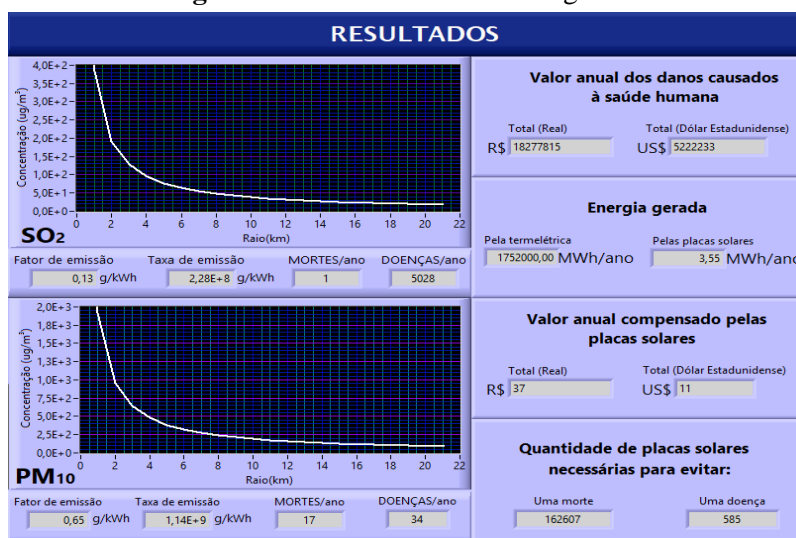 RESULTADOS
4,0E+2
3,5E+2
3,0E+2
2,5E+2
2,0E+2
1,5E+2
1,0E+2
5,0E+1
0,0E+0
Concentração (ug/m³)
0 2 4 6 8 10 12 14 16 18 20 22
Raio(km)
SO2
Fator de emissão Taxa de emissão MORTES/ano DOENÇAS/ano
0,13 g/kWh 2,28E+8 g/kWh 1 5028
2,0E+3
1,8E+3
1,5E+3
1,3E+3
1,0E+3
7,5E+2
5,0E+2
2,5E+2
0,0E+0
Concentração (ug/m³)
0 2 4 6 8 10 12 14 16 18 20 22
Raio(km)
PM10
Fator de emissão Taxa de emissão MORTES/ano DOENÇAS/ano
0,65 g/kWh 1,14E+9 g/kWh 17 34
Valor anual dos danos causados
à saúde humana
Total (Real) Total (Dólar Estadunidense)
R$ 18277815 US$ 5222233
Energia gerada
Pela termelétrica Pelas placas solares
1752000,00 MWh/ano 3,55 MWh/ano
Valor anual compensado pelas
placas solares
Total (Real) Total (Dólar Estadunidense)
R$ 37 US$ 11
Quantidade de placas solares
necessárias para evitar:
Uma morte Uma doença
162607 585